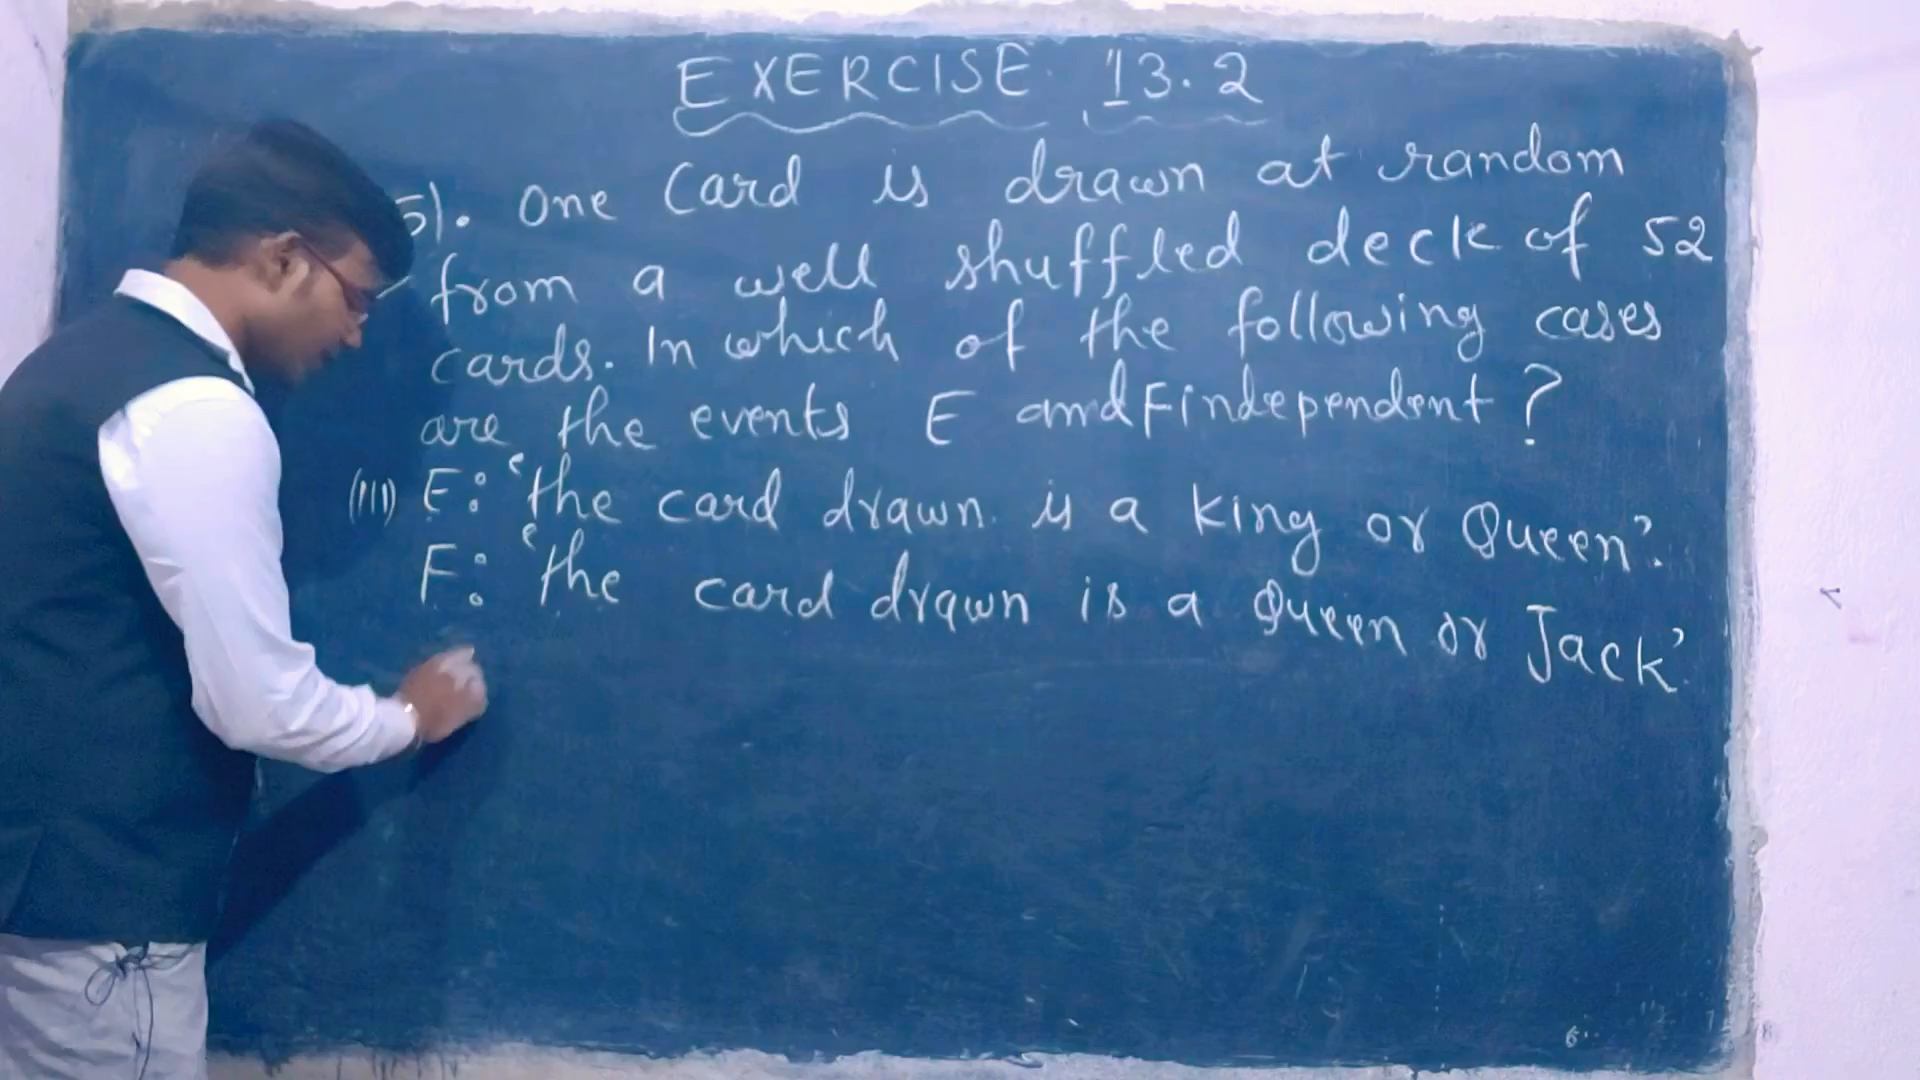 EXERCISE 13.2
5). One Card is drawn at random
from a well shuffled deck of 52
cards. In which of the following cases
are the events E and F independent ?
(III) E: 'the card drawn is a King or Queen'.
F: 'the card drawn is a Queen or Jack'.